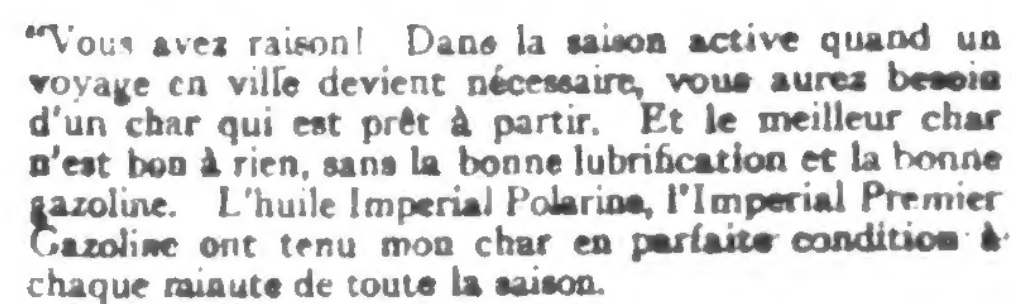 "Vous avez raison! Dans la saison active quand un
voyage en ville devient nécessaire, vous aurez besoin
d'un char qui est prêt à partir. Et le meilleur char
n'est bon à rien, sans la bonne lubrification et la bonne
gazoline. L'huile Imperial Polarine, l'Imperial Premier
Gazoline ont tenu mon char en parfaite condition à
chaque minute de toute la saison.